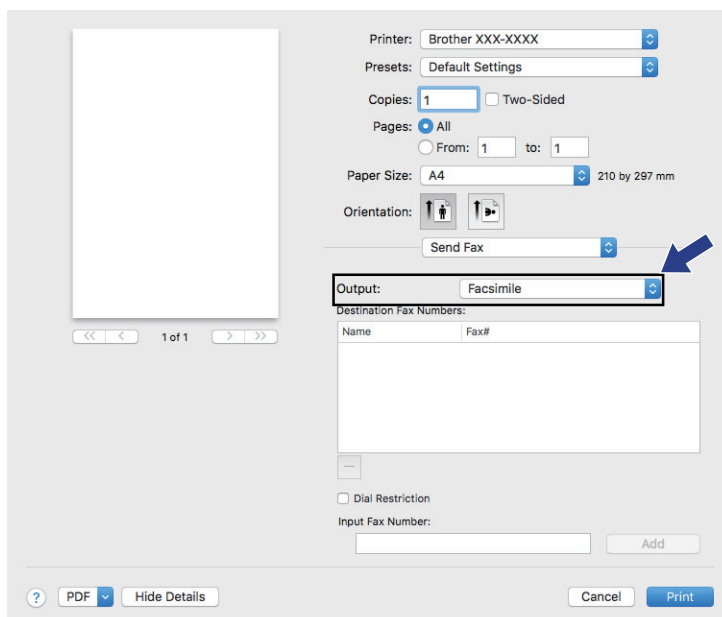 Printer: Brother XXX-XXXX
Presets: Default Settings
Copies: 1 Two-Sided
Pages: All
From: 1 to: 1
Paper Size: A4 210 by 297 mm
Orientation:
Send Fax
Output: Facsimile
Destination Fax Numbers:
Name Fax#
<< < 1 of 1 > >>
Dial Restriction
Input Fax Number:
Add
? PDF Hide Details Cancel Print